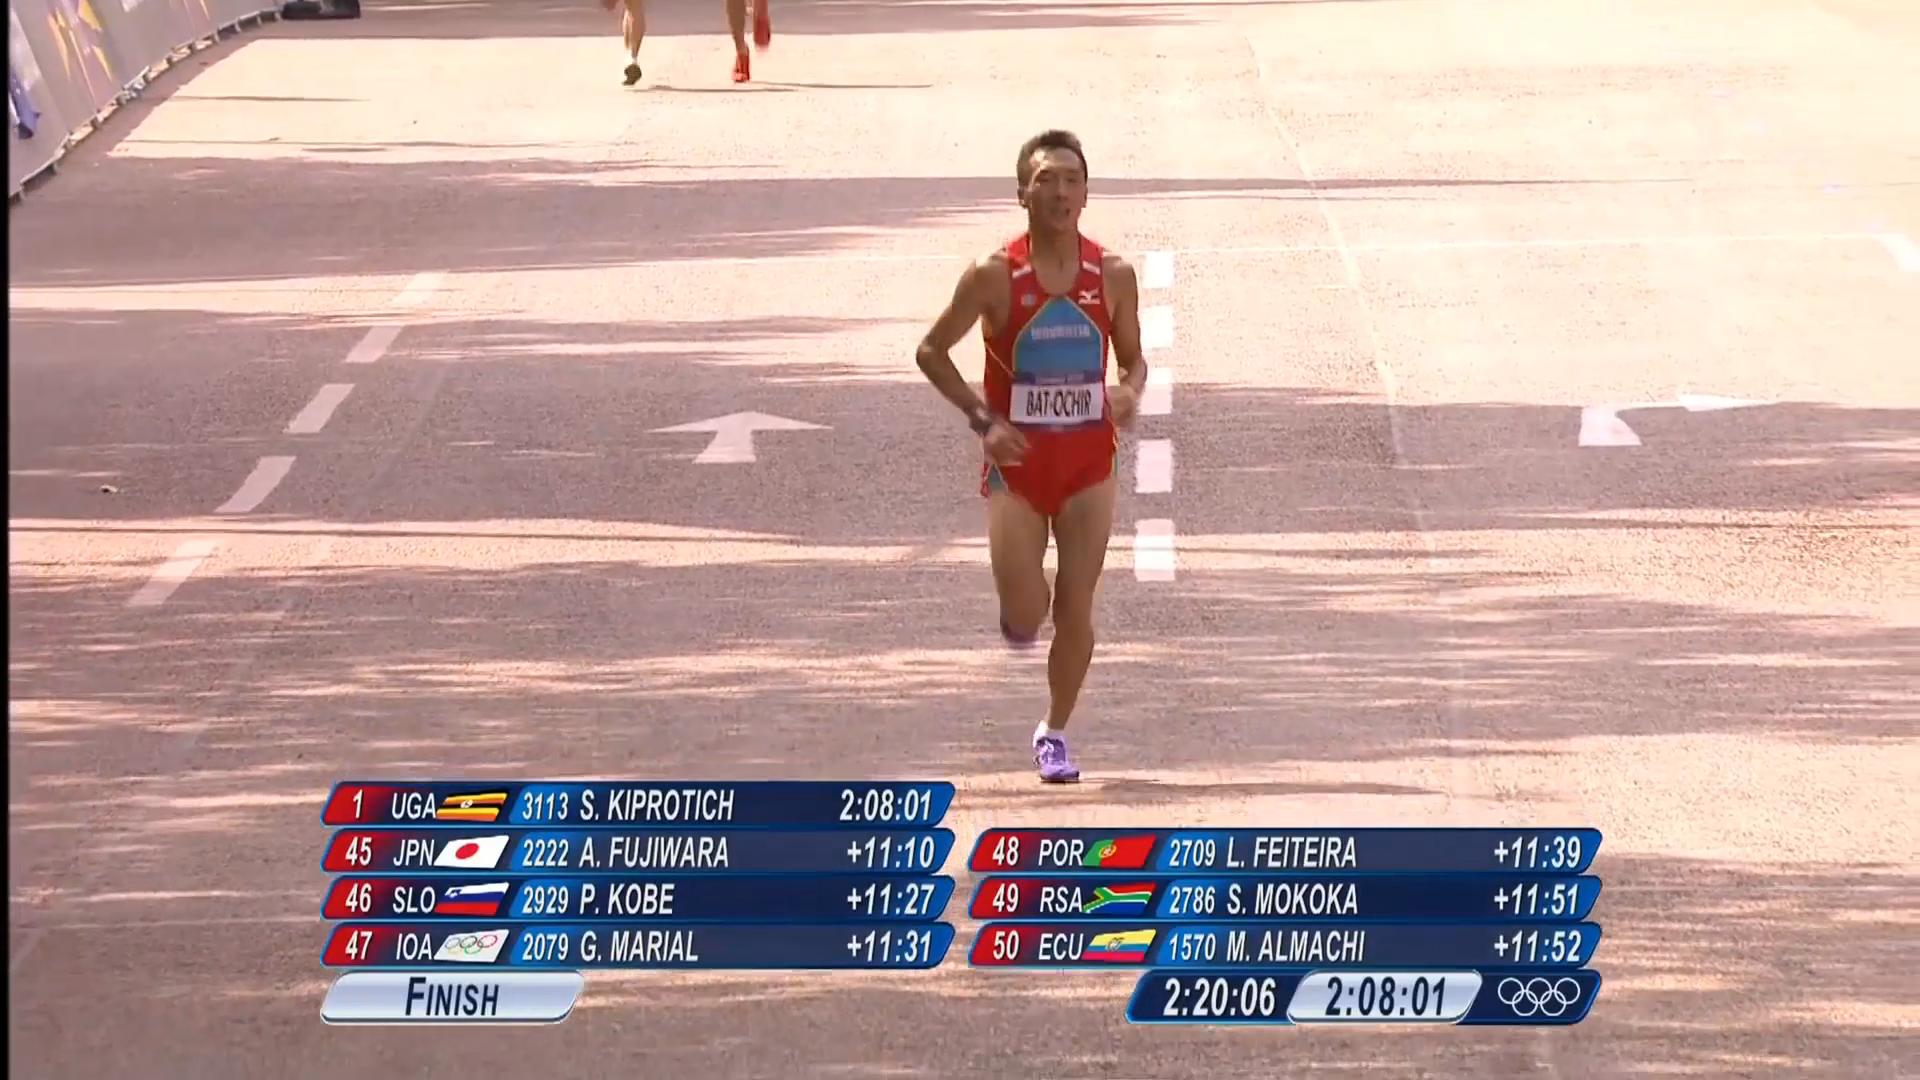 MONGOLIA
BAT-OCHIR
1 UGA 3113 S. KIPROTICH 2:08:01
45 JPN 2222 A. FUJIWARA +11:10
46 SLO 2929 P. KOBE +11:27
47 IOA 2079 G. MARIAL +11:31
48 POR 2709 L. FEITEIRA +11:39
49 RSA 2786 S. MOKOKA +11:51
50 ECU 1570 M. ALMACHI +11:52
FINISH
2:20:06 2:08:01